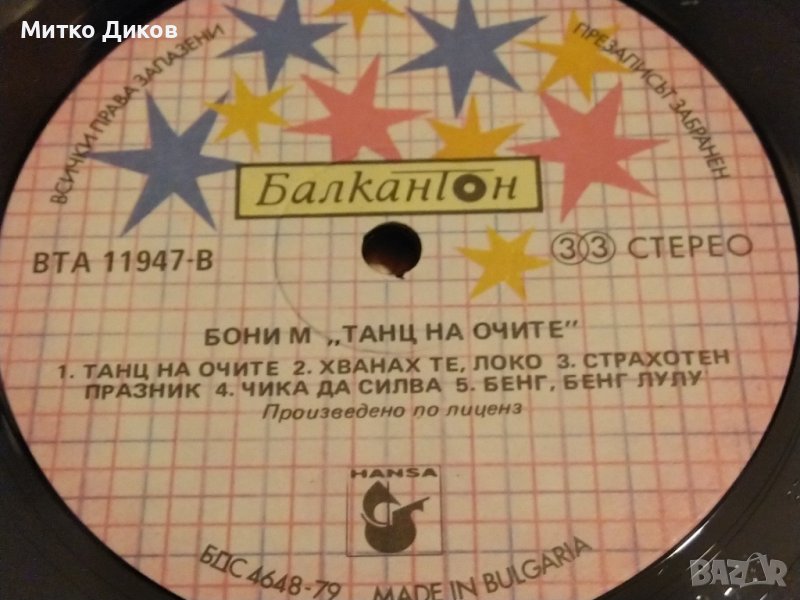 Митко Диков
ВСИЧКИ ПРАВА ЗАПАЗЕНИ
ПРЕЗАПИСЪТ ЗАБРАНЕН
Балкантон
ВТА 11947-В
33 СТЕРЕО
БОНИ М „ТАНЦ НА ОЧИТЕ"
1. ТАНЦ НА ОЧИТЕ 2. ХВАНАХ ТЕ, ЛОКО 3. СТРАХОТЕН
ПРАЗНИК 4. ЧИКА ДА СИЛВА 5. БЕНГ, БЕНГ ЛУЛУ
Произведено по лиценз
HANSA
БДС 4648-79 MADE IN BULGARIA
BAZAR